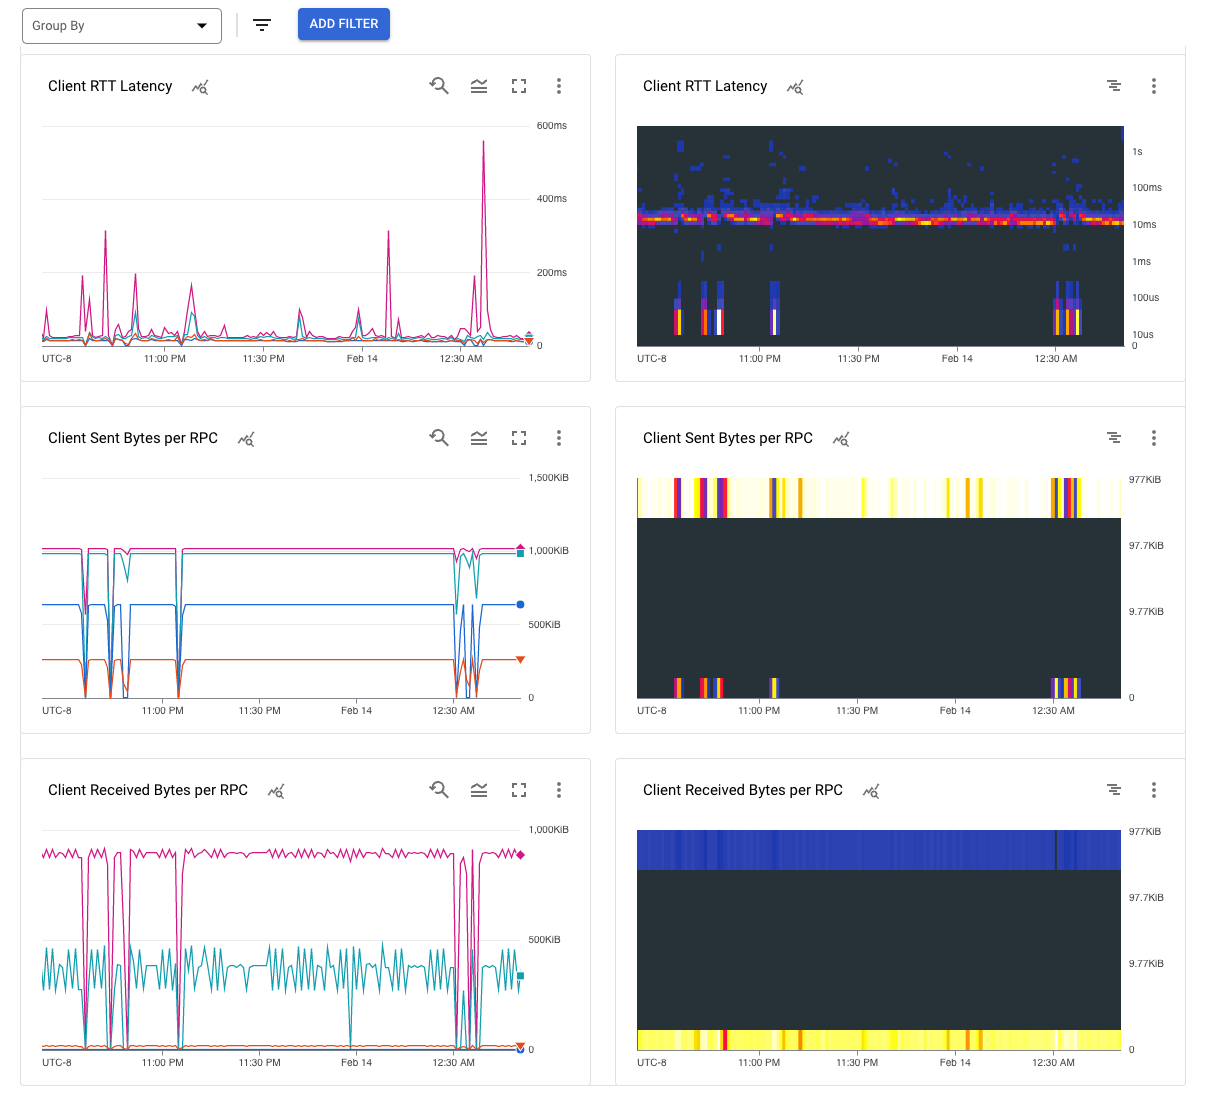 Group By
ADD FILTER
Client RTT Latency
600ms
400ms
200ms
0
UTC-8 11:00 PM 11:30 PM Feb 14 12:30 AM
Client RTT Latency
1s
100ms
10ms
1ms
100us
10us
0
UTC-8 11:00 PM 11:30 PM Feb 14 12:30 AM
Client Sent Bytes per RPC
1,500KiB
1,000KiB
500KiB
0
UTC-8 11:00 PM 11:30 PM Feb 14 12:30 AM
Client Sent Bytes per RPC
977KiB
97.7KiB
9.77KiB
0
UTC-8 11:00 PM 11:30 PM Feb 14 12:30 AM
Client Received Bytes per RPC
1,000KiB
500KiB
0
UTC-8 11:00 PM 11:30 PM Feb 14 12:30 AM
Client Received Bytes per RPC
977KiB
97.7KiB
9.77KiB
0
UTC-8 11:00 PM 11:30 PM Feb 14 12:30 AM